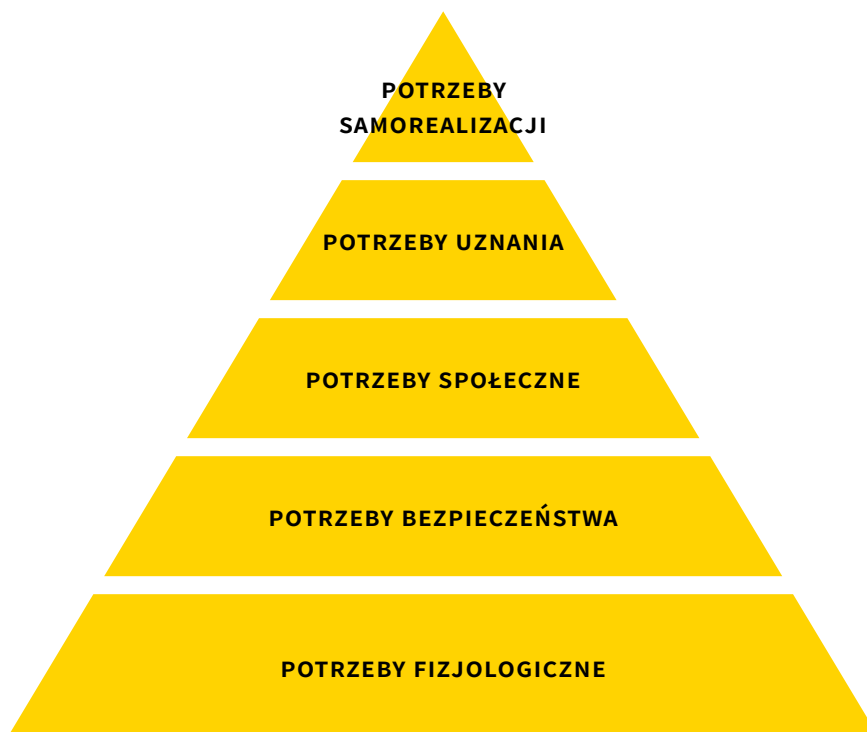 POTRZEBY
SAMOREALIZACJI
POTRZEBY UZNANIA
POTRZEBY SPOŁECZNE
POTRZEBY BEZPIECZEŃSTWA
POTRZEBY FIZJOLOGICZNE